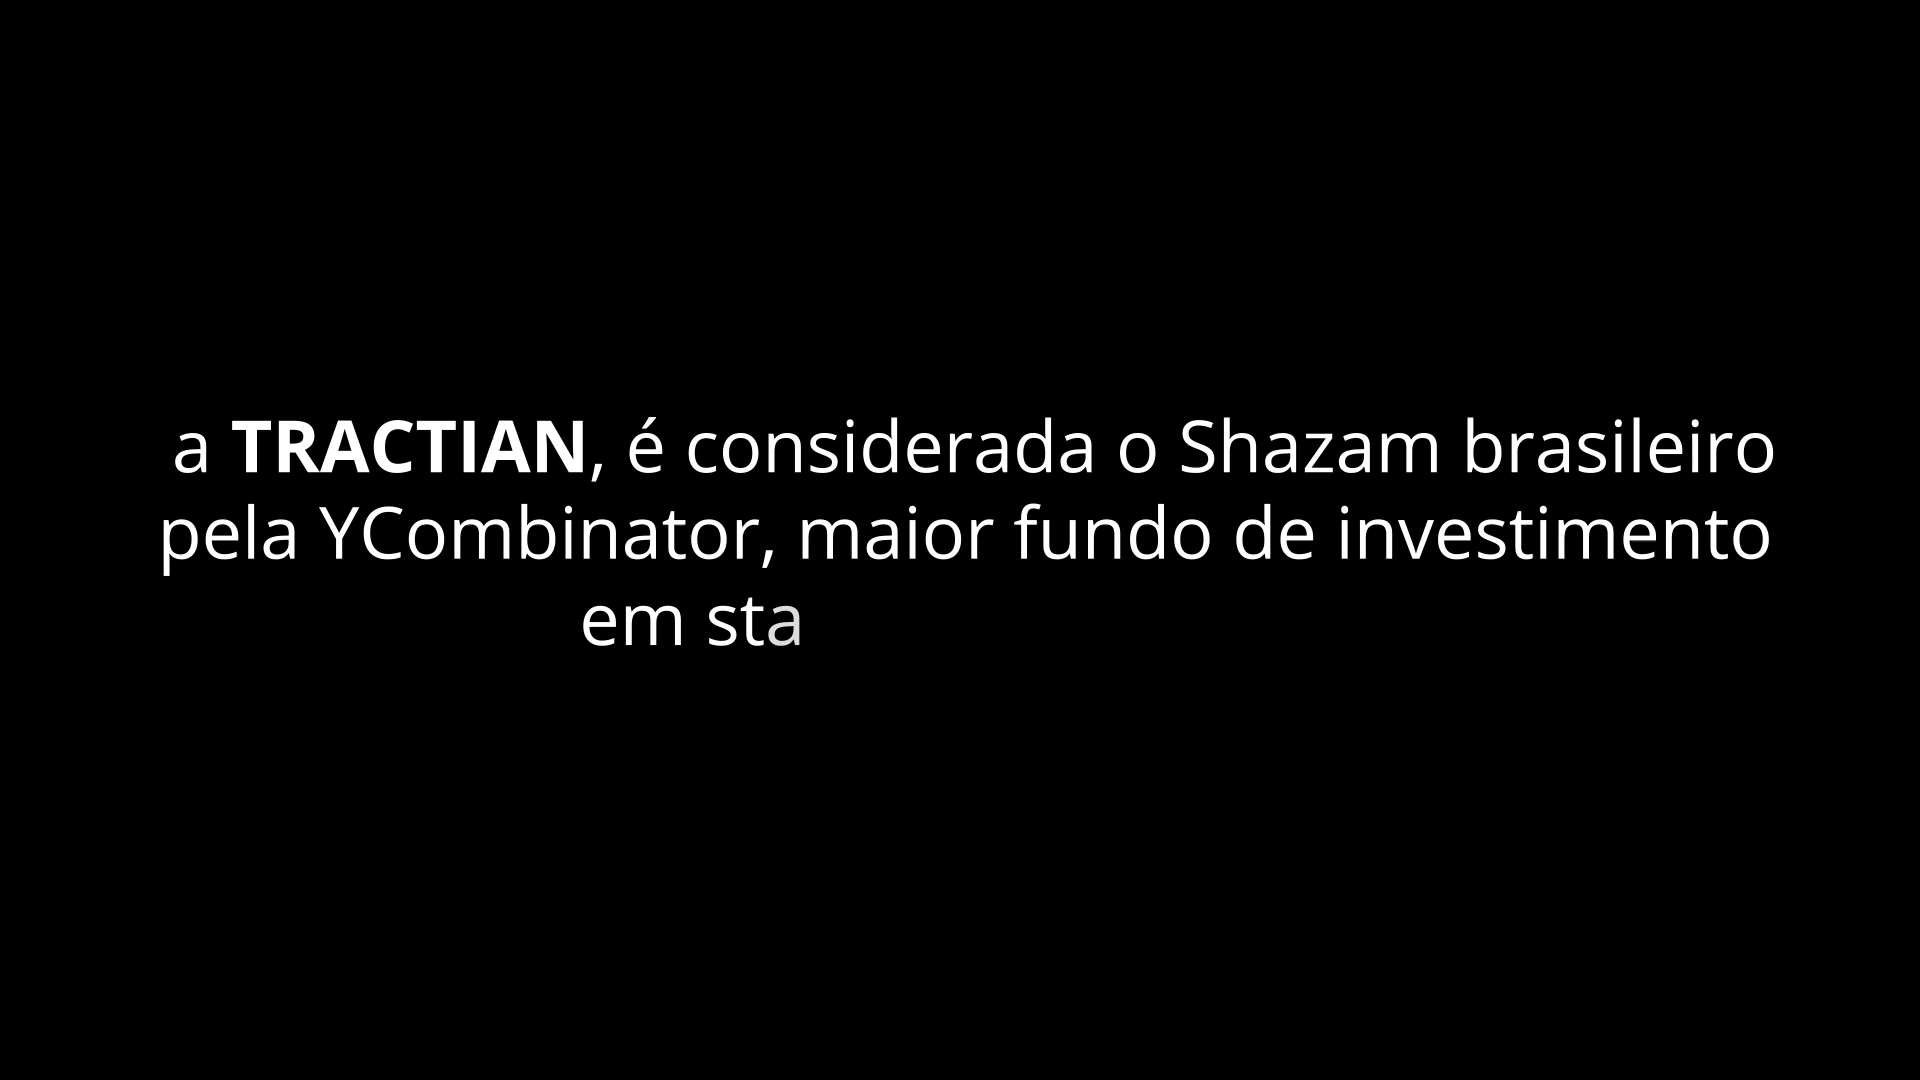 a TRACTIAN, é considerada o Shazam brasileiro
pela YCombinator, maior fundo de investimento
em sta